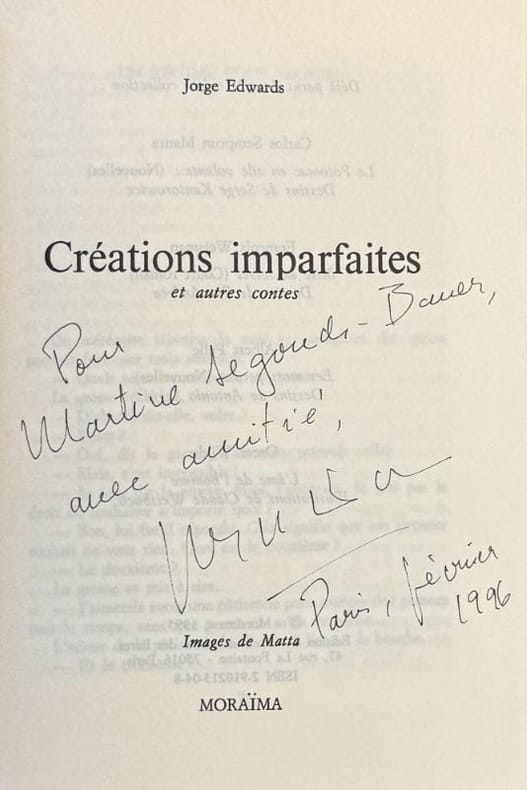 Jorge Edwards
Créations imparfaites
et autres contes
Pour
Martine Segonds-Bauer,
avec amitié,
Paris, février
1996
Images de Matta
MORAÏMA